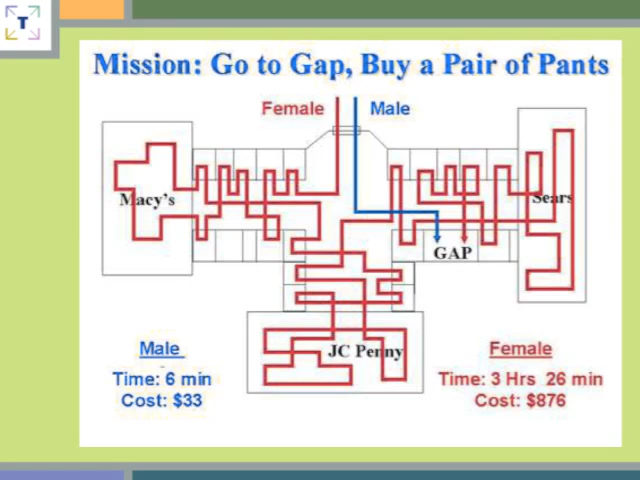 T
Mission: Go to Gap, Buy a Pair of Pants
Female Male
Macy's
Sears
GAP
JC Penny
Male
Time: 6 min
Cost: $33
Female
Time: 3 Hrs 26 min
Cost: $876